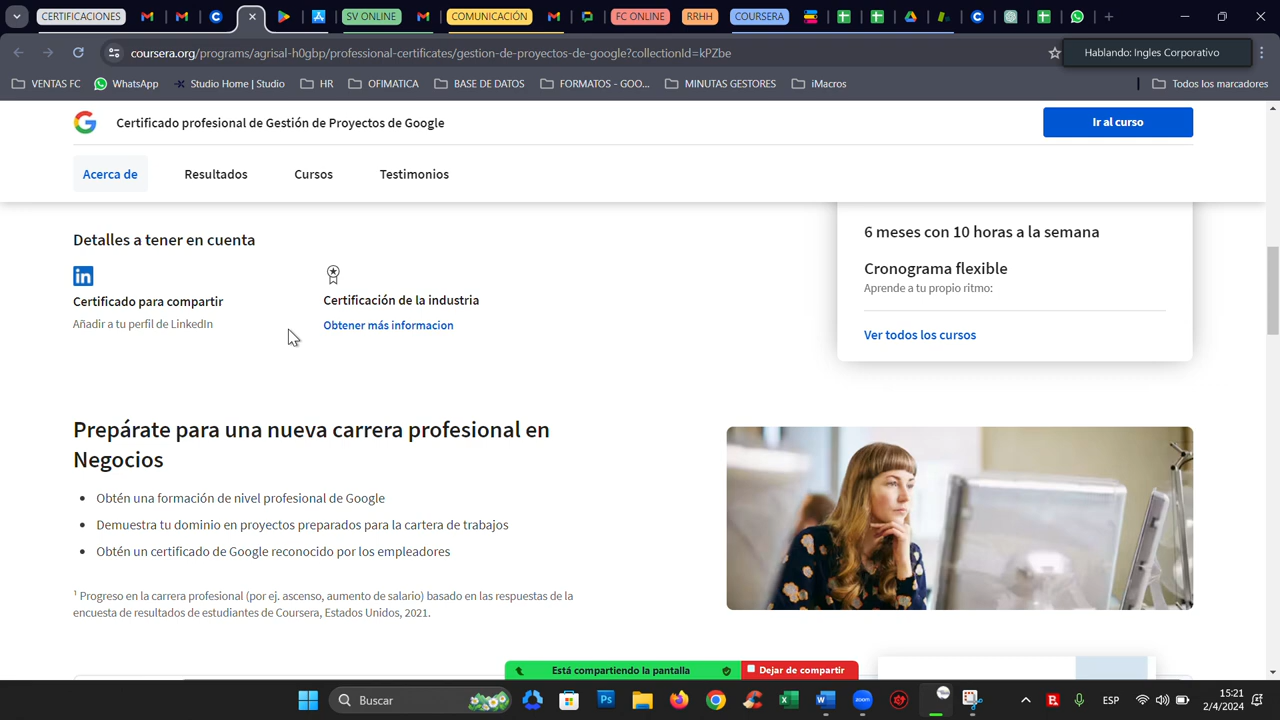 CERTIFICACIONES
SV ONLINE
COMUNICACIÓN
FC ONLINE
RRHH
COURSERA
coursera.org/programs/agrisal-h0gbp/professional-certificates/gestion-de-proyectos-de-google?collectionId=kPZbe
Hablando: Ingles Corporativo
VENTAS FC
WhatsApp
Studio Home | Studio
HR
OFIMATICA
BASE DE DATOS
FORMATOS - GOO...
MINUTAS GESTORES
iMacros
Todos los marcadores
Certificado profesional de Gestión de Proyectos de Google
Ir al curso
Acerca de
Resultados
Cursos
Testimonios
Detalles a tener en cuenta
in
Certificado para compartir
Añadir a tu perfil de LinkedIn
Certificación de la industria
Obtener más informacion
6 meses con 10 horas a la semana
Cronograma flexible
Aprende a tu propio ritmo:
Ver todos los cursos
Prepárate para una nueva carrera profesional en
Negocios
Obtén una formación de nivel profesional de Google
Demuestra tu dominio en proyectos preparados para la cartera de trabajos
Obtén un certificado de Google reconocido por los empleadores
¹ Progreso en la carrera profesional (por ej. ascenso, aumento de salario) basado en las respuestas de la
encuesta de resultados de estudiantes de Coursera, Estados Unidos, 2021.
Está compartiendo la pantalla
Dejar de compartir
Buscar
Ps
zoom
ESP
15:21
2/4/2024